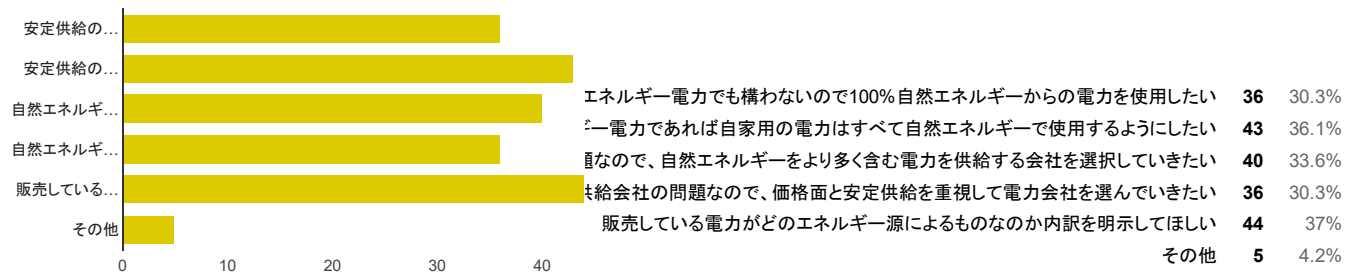 安定供給の…
安定供給の…
自然エネルギ…
自然エネルギ…
販売している…
その他
0 10 20 30 40
エネルギー電力でも構わないので100%自然エネルギーからの電力を使用したい 36 30.3%
ギー電力であれば自家用の電力はすべて自然エネルギーで使用するようにしたい 43 36.1%
題なので、自然エネルギーをより多く含む電力を供給する会社を選択していきたい 40 33.6%
供給会社の問題なので、価格面と安定供給を重視して電力会社を選んでいきたい 36 30.3%
販売している電力がどのエネルギー源によるものなのか内訳を明示してほしい 44 37%
その他 5 4.2%